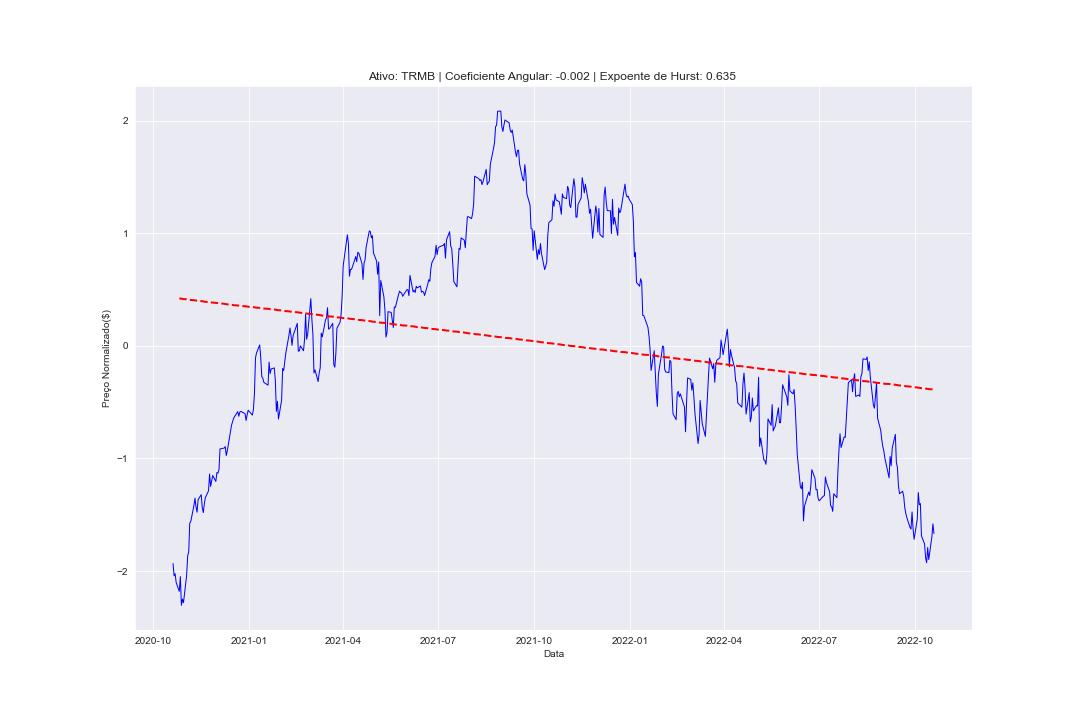 Ativo: TRMB | Coeficiente Angular: -0.002 | Expoente de Hurst: 0.635
Preço Normalizado($)
2
1
0
−1
−2
2020-10 2021-01 2021-04 2021-07 2021-10 2022-01 2022-04 2022-07 2022-10
Data